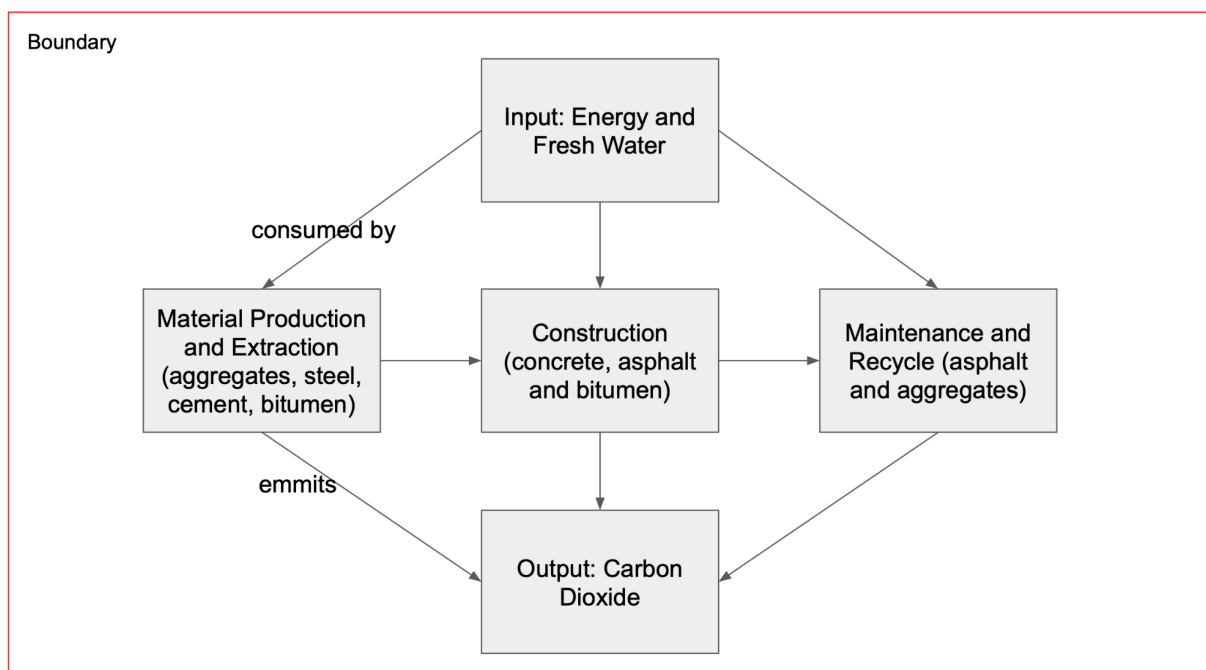 Boundary
Input: Energy and
Fresh Water
consumed by
Material Production
and Extraction
(aggregates, steel,
cement, bitumen)
Construction
(concrete, asphalt
and bitumen)
Maintenance and
Recycle (asphalt
and aggregates)
emmits
Output: Carbon
Dioxide